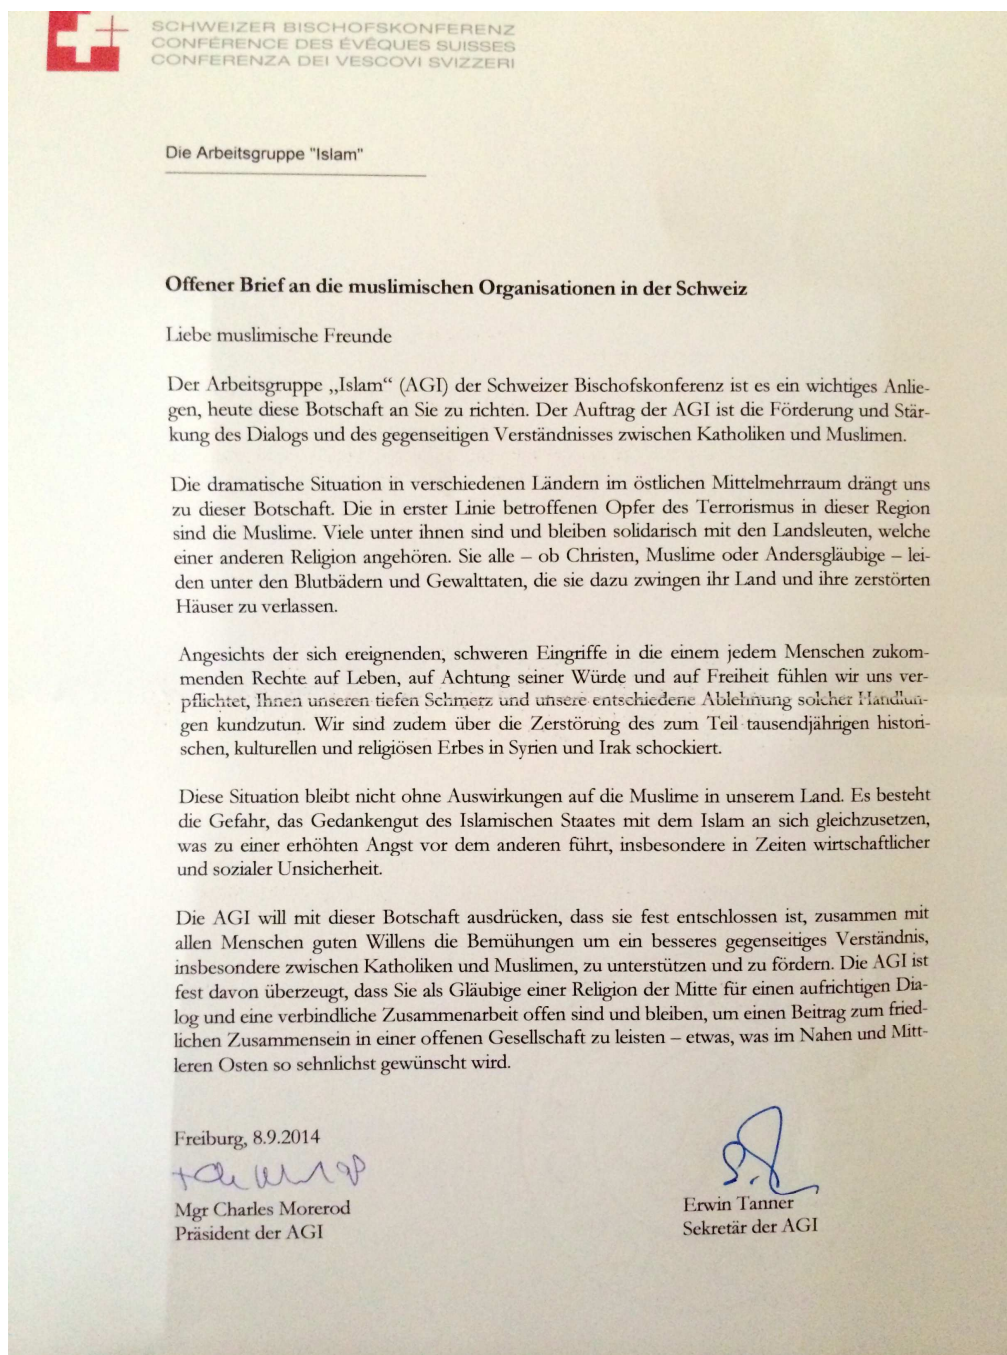 SCHWEIZER BISCHOFSKONFERENZ
CONFÉRENCE DES ÉVÊQUES SUISSES
CONFERENZA DEI VESCOVI SVIZZERI
Die Arbeitsgruppe "Islam"
Offener Brief an die muslimischen Organisationen in der Schweiz
Liebe muslimische Freunde
Der Arbeitsgruppe „Islam“ (AGI) der Schweizer Bischofskonferenz ist es ein wichtiges Anlie-
gen, heute diese Botschaft an Sie zu richten. Der Auftrag der AGI ist die Förderung und Stär-
kung des Dialogs und des gegenseitigen Verständnisses zwischen Katholiken und Muslimen.
Die dramatische Situation in verschiedenen Ländern im östlichen Mittelmehrraum drängt uns
zu dieser Botschaft. Die in erster Linie betroffenen Opfer des Terrorismus in dieser Region
sind die Muslime. Viele unter ihnen sind und bleiben solidarisch mit den Landsleuten, welche
einer anderen Religion angehören. Sie alle – ob Christen, Muslime oder Andersgläubige – lei-
den unter den Blutbädern und Gewalttaten, die sie dazu zwingen ihr Land und ihre zerstörten
Häuser zu verlassen.
Angesichts der sich ereignenden, schweren Eingriffe in die einem jedem Menschen zukom-
menden Rechte auf Leben, auf Achtung seiner Würde und auf Freiheit fühlen wir uns ver-
pflichtet, Ihnen unseren tiefen Schmerz und unsere entschiedene Ablehnung solcher Handlun-
gen kundzutun. Wir sind zudem über die Zerstörung des zum Teil tausendjährigen histori-
schen, kulturellen und religiösen Erbes in Syrien und Irak schockiert.
Diese Situation bleibt nicht ohne Auswirkungen auf die Muslime in unserem Land. Es besteht
die Gefahr, das Gedankengut des Islamischen Staates mit dem Islam an sich gleichzusetzen,
was zu einer erhöhten Angst vor dem anderen führt, insbesondere in Zeiten wirtschaftlicher
und sozialer Unsicherheit.
Die AGI will mit dieser Botschaft ausdrücken, dass sie fest entschlossen ist, zusammen mit
allen Menschen guten Willens die Bemühungen um ein besseres gegenseitiges Verständnis,
insbesondere zwischen Katholiken und Muslimen, zu unterstützen und zu fördern. Die AGI ist
fest davon überzeugt, dass Sie als Gläubige einer Religion der Mitte für einen aufrichtigen Dia-
log und eine verbindliche Zusammenarbeit offen sind und bleiben, um einen Beitrag zum fried-
lichen Zusammensein in einer offenen Gesellschaft zu leisten – etwas, was im Nahen und Mitt-
leren Osten so sehnlichst gewünscht wird.
Freiburg, 8.9.2014
Mgr Charles Morerod
Präsident der AGI
Erwin Tanner
Sekretär der AGI